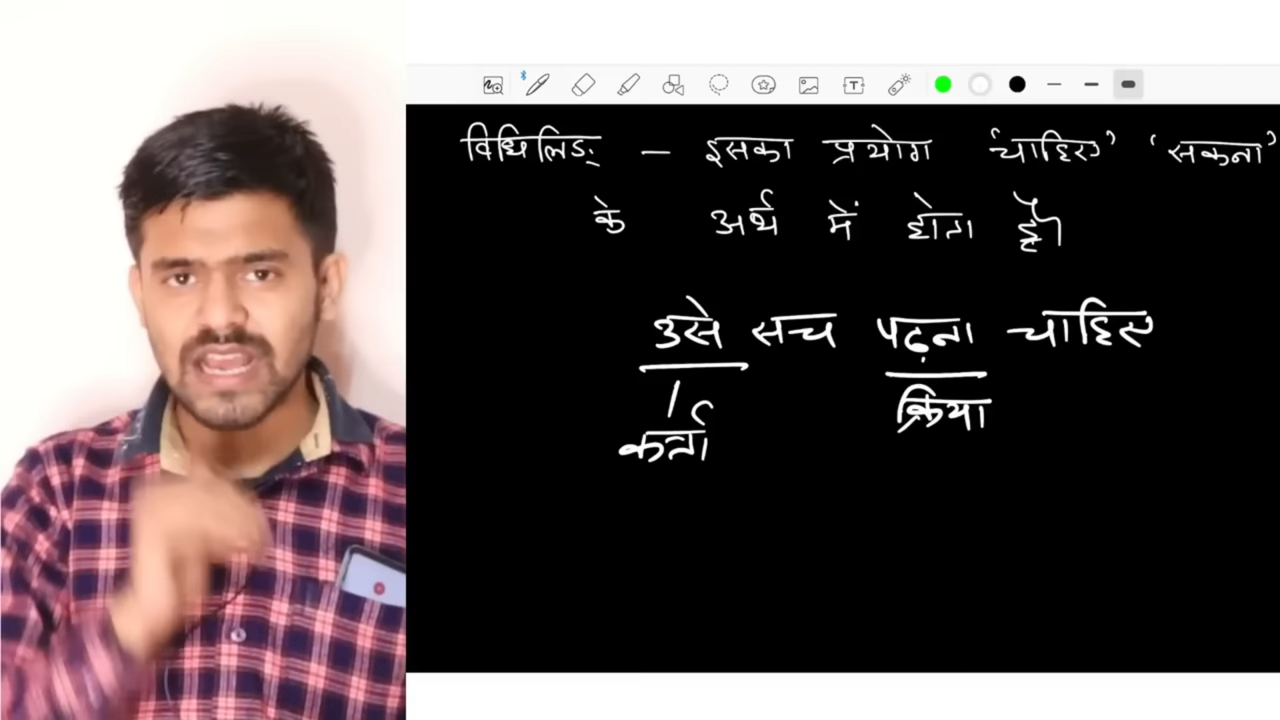 विधिलिङ् - इसका प्रयोग 'चाहिए' 'सकना'
के अर्थ में होता है।
उसे सच पढ़ना चाहिए
कर्त्ता क्रिया